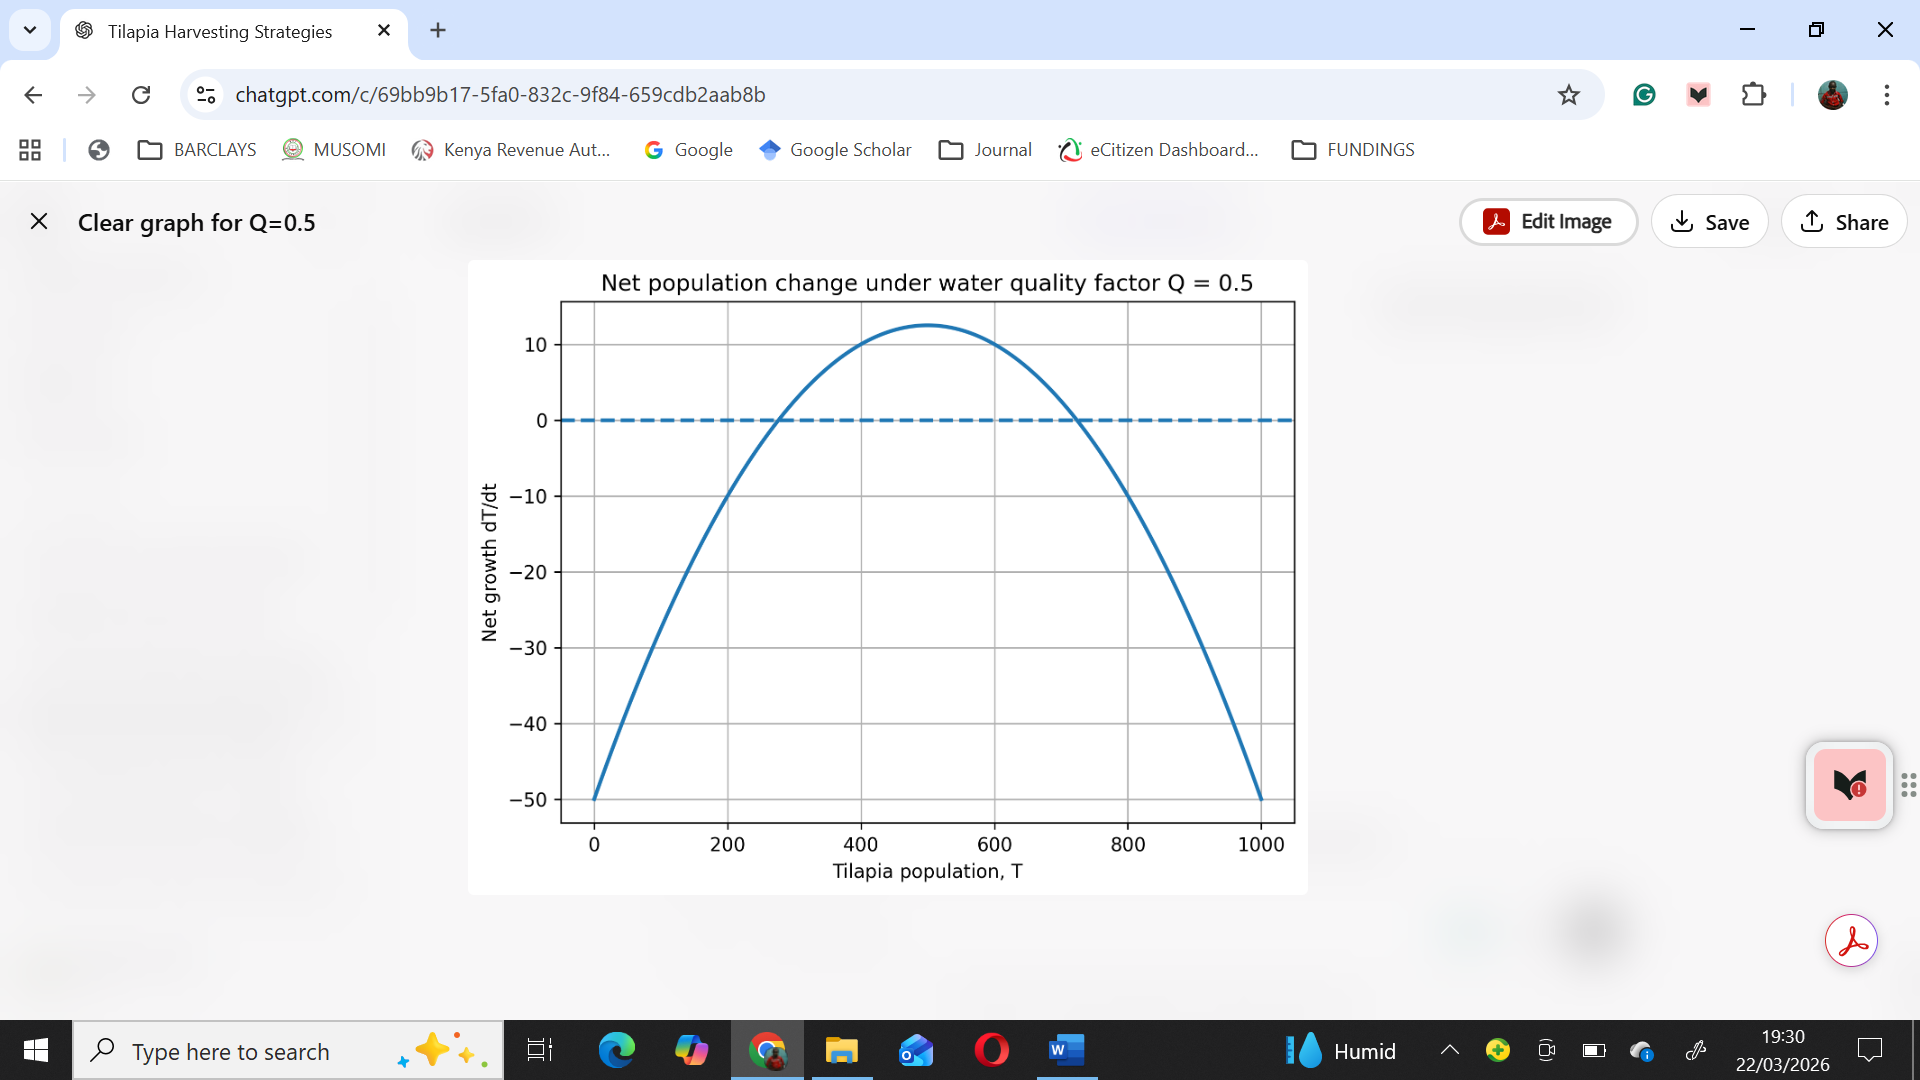 Tilapia Harvesting Strategies
chatgpt.com/c/69bb9b17-5fa0-832c-9f84-659cdb2aab8b
BARCLAYS MUSOMI Kenya Revenue Aut... Google Google Scholar Journal eCitizen Dashboard... FUNDINGS
Clear graph for Q=0.5
Edit Image Save Share
Net population change under water quality factor Q = 0.5
10
0
−10
−20
−30
−40
−50
Net growth dT/dt
0 200 400 600 800 1000
Tilapia population, T
Type here to search
Humid
19:30
22/03/2026